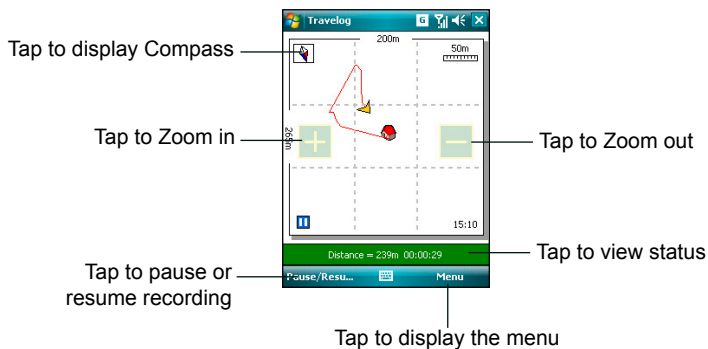 Travelog
G
200m
Tap to display Compass
50m
Tap to Zoom in
265m
Tap to Zoom out
15:10
Distance = 239m 00:00:29
Tap to view status
Tap to pause or
resume recording
Pause/Resu...
Menu
Tap to display the menu